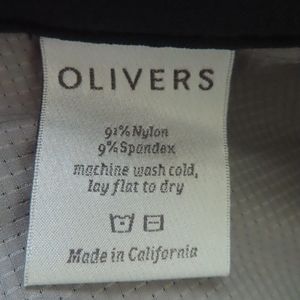 OLIVERS
91% Nylon
9% Spandex
machine wash cold,
lay flat to dry
Made in California